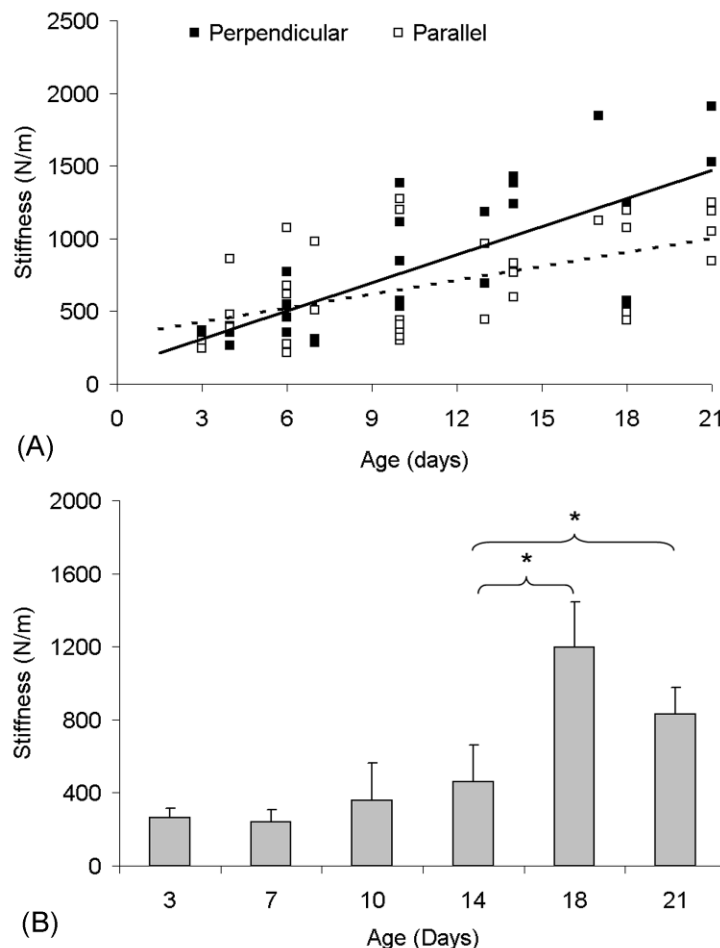 2500
■ Perpendicular □ Parallel
2000
1500
1000
500
0
Stiffness (N/m)
0 3 6 9 12 15 18 21
Age (days)
(A)
2000
1600
1200
800
400
0
Stiffness (N/m)
*
*
3 7 10 14 18 21
Age (Days)
(B)